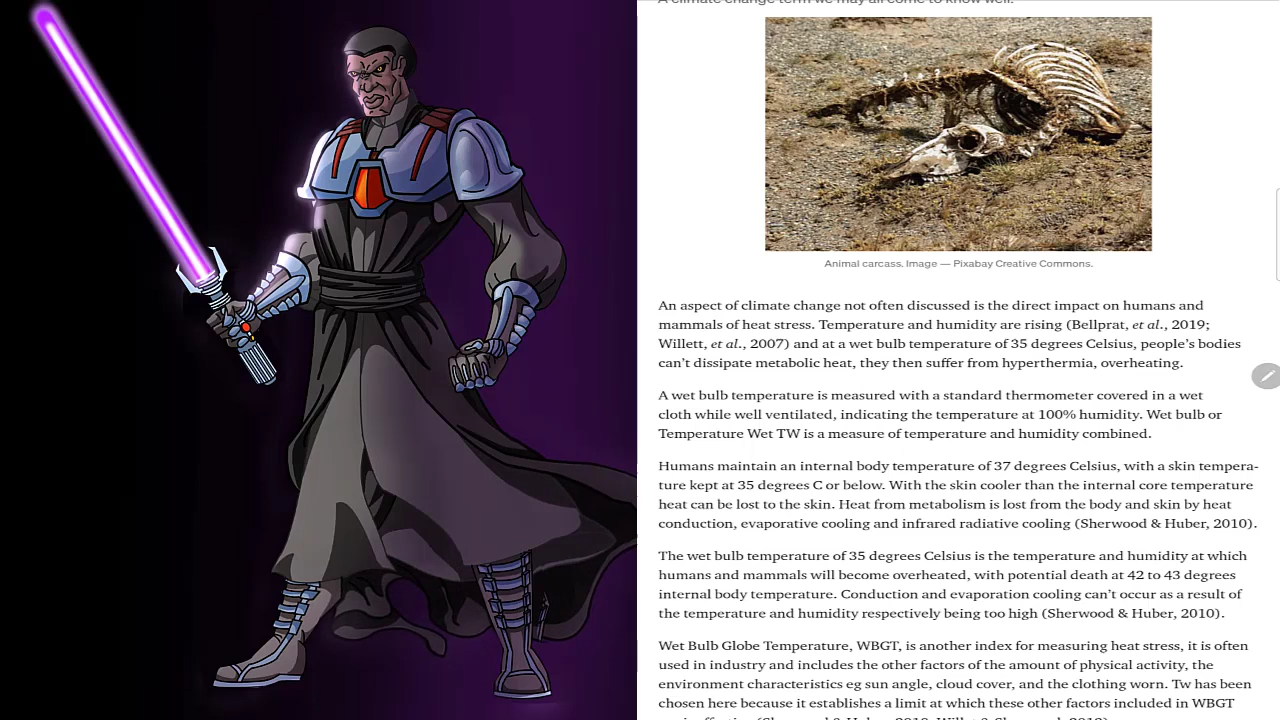 A climate change term we may all come to know well.
Animal carcass. Image — Pixabay Creative Commons.
An aspect of climate change not often discussed is the direct impact on humans and
mammals of heat stress. Temperature and humidity are rising (Bellprat, et al., 2019;
Willett, et al., 2007) and at a wet bulb temperature of 35 degrees Celsius, people's bodies
can't dissipate metabolic heat, they then suffer from hyperthermia, overheating.
A wet bulb temperature is measured with a standard thermometer covered in a wet
cloth while well ventilated, indicating the temperature at 100% humidity. Wet bulb or
Temperature Wet TW is a measure of temperature and humidity combined.
Humans maintain an internal body temperature of 37 degrees Celsius, with a skin tempera-
ture kept at 35 degrees C or below. With the skin cooler than the internal core temperature
heat can be lost to the skin. Heat from metabolism is lost from the body and skin by heat
conduction, evaporative cooling and infrared radiative cooling (Sherwood & Huber, 2010).
The wet bulb temperature of 35 degrees Celsius is the temperature and humidity at which
humans and mammals will become overheated, with potential death at 42 to 43 degrees
internal body temperature. Conduction and evaporation cooling can't occur as a result of
the temperature and humidity respectively being too high (Sherwood & Huber, 2010).
Wet Bulb Globe Temperature, WBGT, is another index for measuring heat stress, it is often
used in industry and includes the other factors of the amount of physical activity, the
environment characteristics eg sun angle, cloud cover, and the clothing worn. Tw has been
chosen here because it establishes a limit at which these other factors included in WBGT